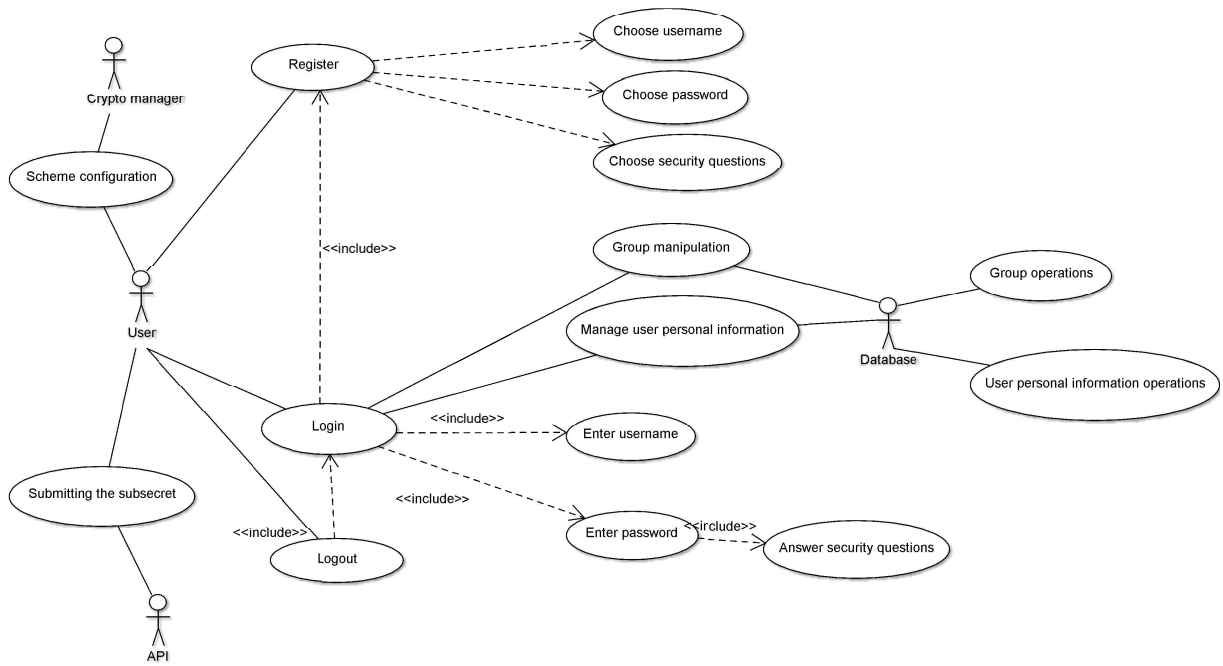 Choose username
Register
Choose password
Crypto manager
Choose security questions
Scheme configuration
<<include>>
Group manipulation
Group operations
User
Manage user personal information
Database
User personal information operations
Login
<<include>>
Enter username
Submitting the subsecret
<<include>>
<<include>>
Enter password
<<include>>
Answer security questions
Logout
API